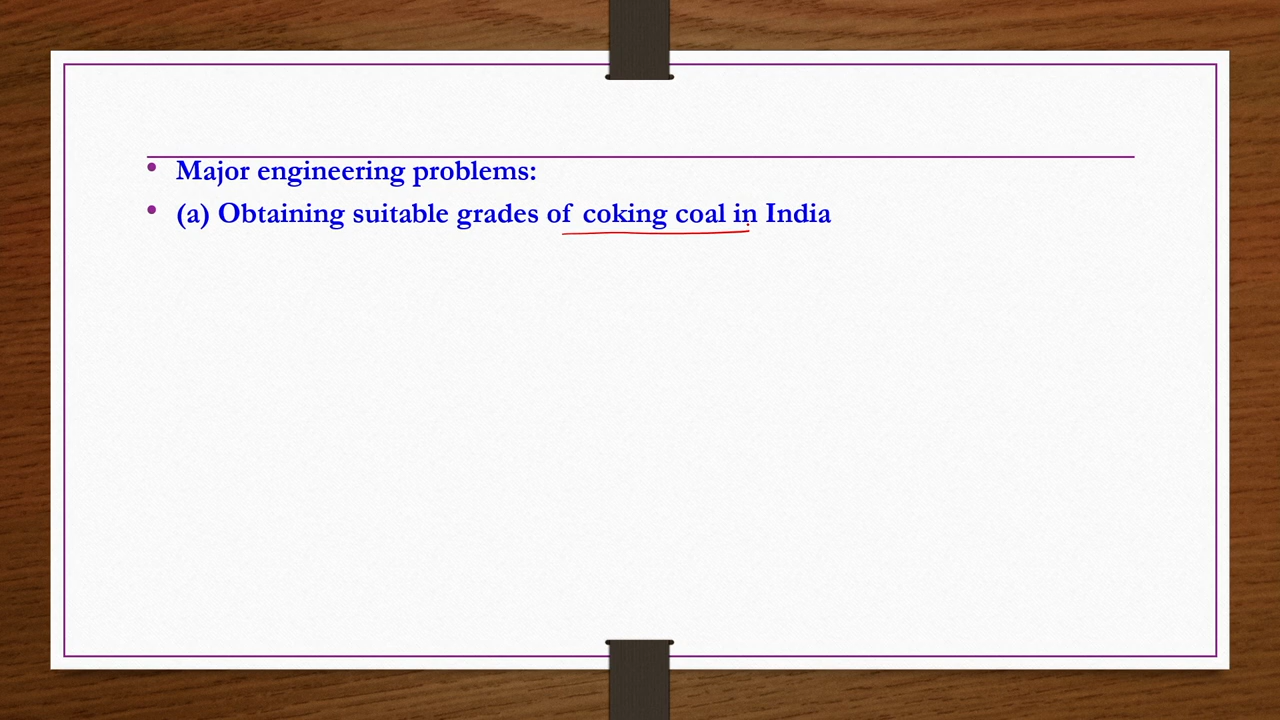 • Major engineering problems:
• (a) Obtaining suitable grades of coking coal in India